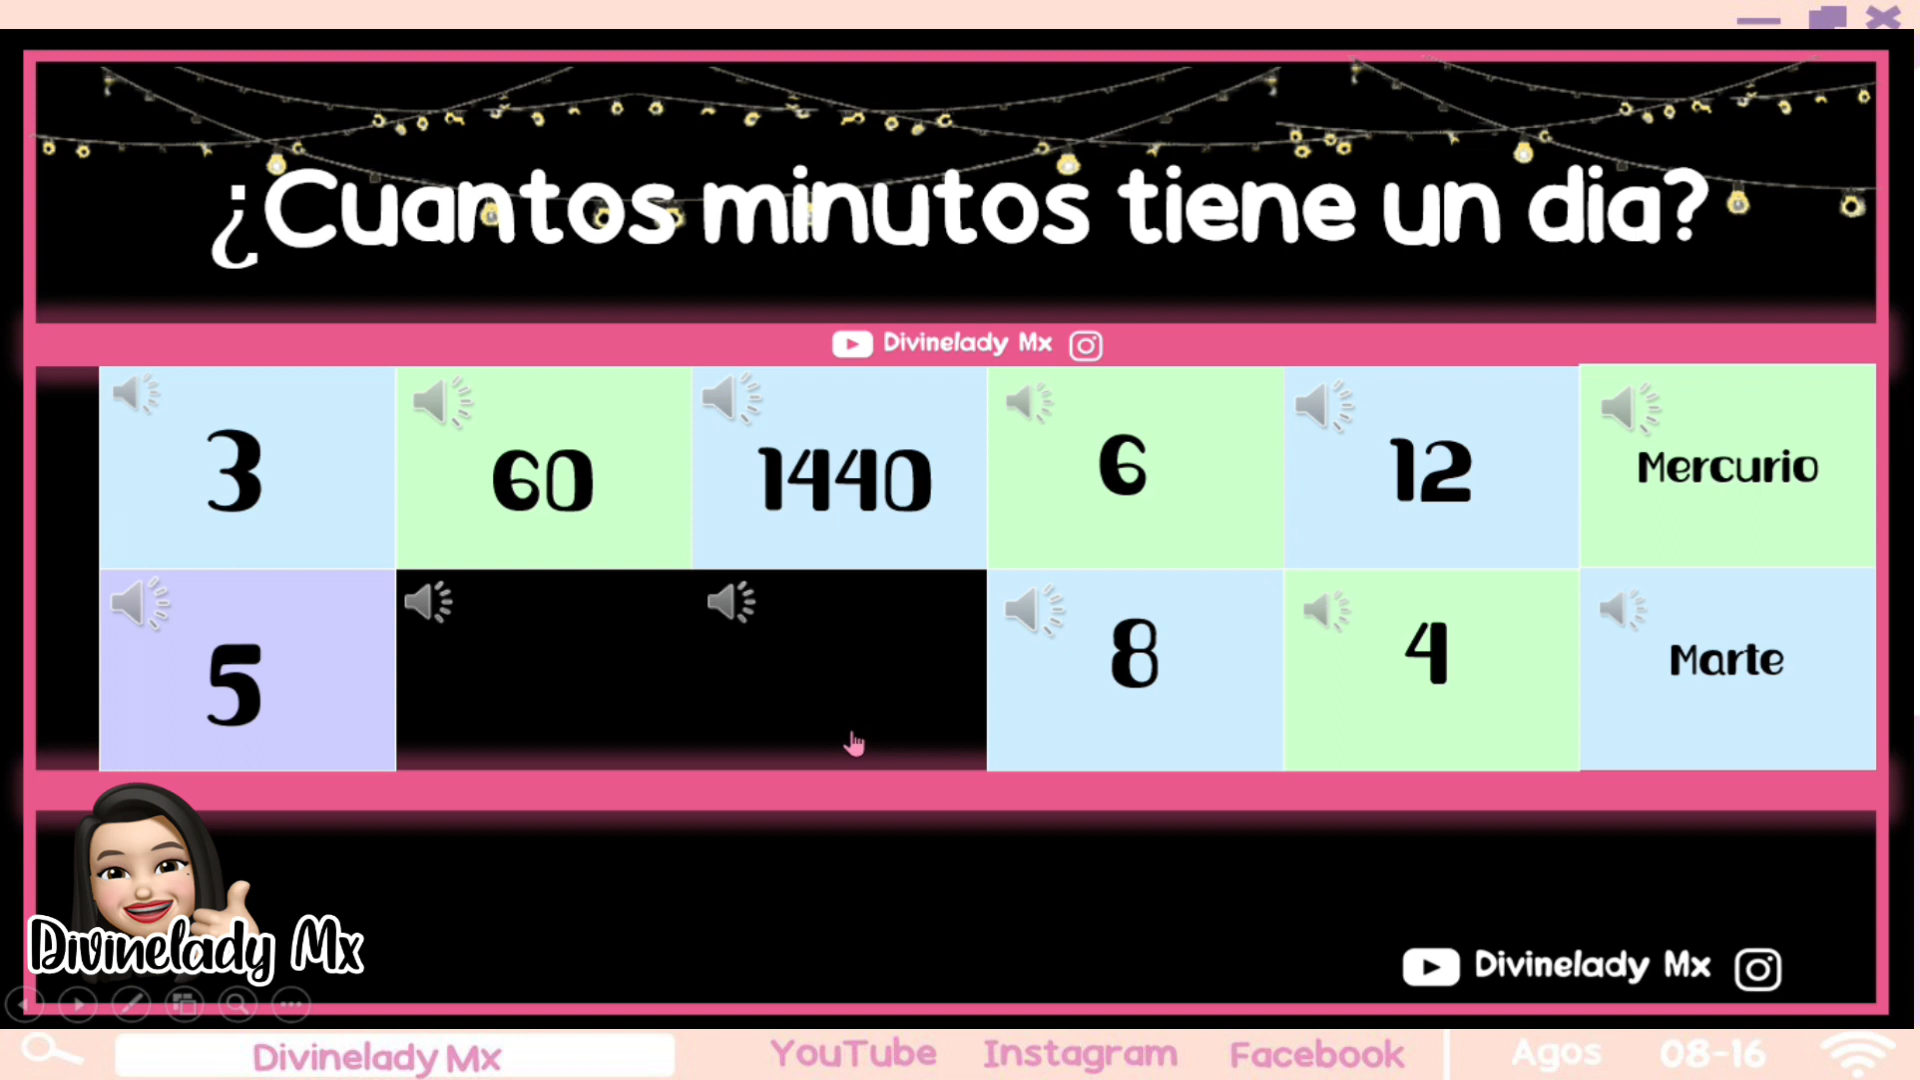 ¿Cuantos minutos tiene un dia?
Divinelady Mx
3
60
1440
6
12
Mercurio
5
8
4
Marte
Divinelady Mx
Divinelady Mx
Divinelady Mx
YouTube
Instagram
Facebook
Agos
08-16